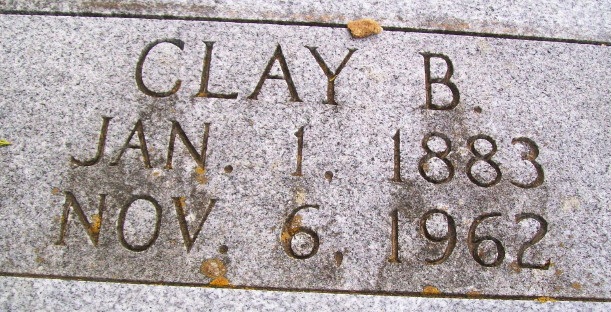 CLAY B.
JAN. 1. 1883
NOV. 6. 1962